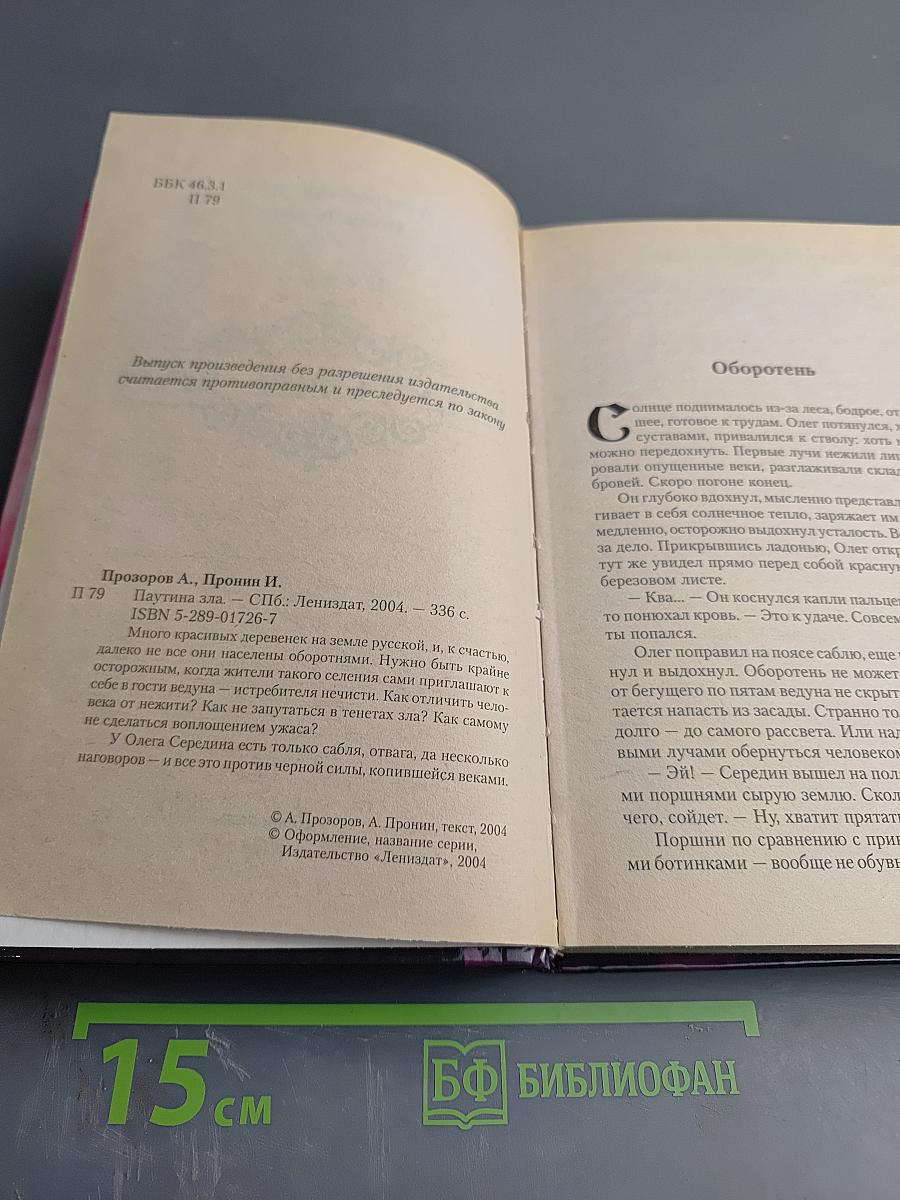 ББК 46.3.1
П 79
Выпуск произведения без разрешения издательства
считается противоправным и преследуется по закону
Прозоров А., Пронин И.
П 79 Паутина зла. — СПб.: Лениздат, 2004. — 336 с.
ISBN 5-289-01726-7
Много красивых деревенек на земле русской, и, к счастью,
далеко не все они населены оборотнями. Нужно быть крайне
осторожным, когда жители такого селения сами приглашают к
себе в гости ведуна — истребителя нечисти. Как отличить чело-
века от нежити? Как не запутаться в тенетах зла? Как самому
не сделаться воплощением ужаса?
У Олега Середина есть только сабля, отвага, да несколько
наговоров — и все это против черной силы, копившейся веками.
© А. Прозоров, А. Пронин, текст, 2004
© Оформление, название серии,
Издательство «Лениздат», 2004
Оборотень
Солнце поднималось из-за леса, бодрое, от
шее, готовое к трудам. Олег потянулся, х
суставами, привалился к стволу: хоть
можно передохнуть. Первые лучи нежили ли
ровали опущенные веки, разглаживали склад
бровей. Скоро погоне конец.
Он глубоко вдохнул, мысленно представл
гивает в себя солнечное тепло, заряжает им
медленно, осторожно выдохнул усталость. В
за дело. Прикрывшись ладонью, Олег откр
тут же увидел прямо перед собой красную
березовом листе.
— Ква... — Он коснулся капли пальцем
то понюхал кровь. — Это к удаче. Совсем
ты попался.
Олег поправил на поясе саблю, еще
нул и выдохнул. Оборотень не может
от бегущего по пятам ведуна не скрыт
тается напасть из засады. Странно то
долго — до самого рассвета. Или над
выми лучами обернуться человеком
— Эй! — Середин вышел на пол
ми поршнями сырую землю. Скол
чего, сойдет. — Ну, хватит прятат
Поршни по сравнению с при
ми ботинками — вообще не обувь
15 см
БФ БИБЛИОФАН